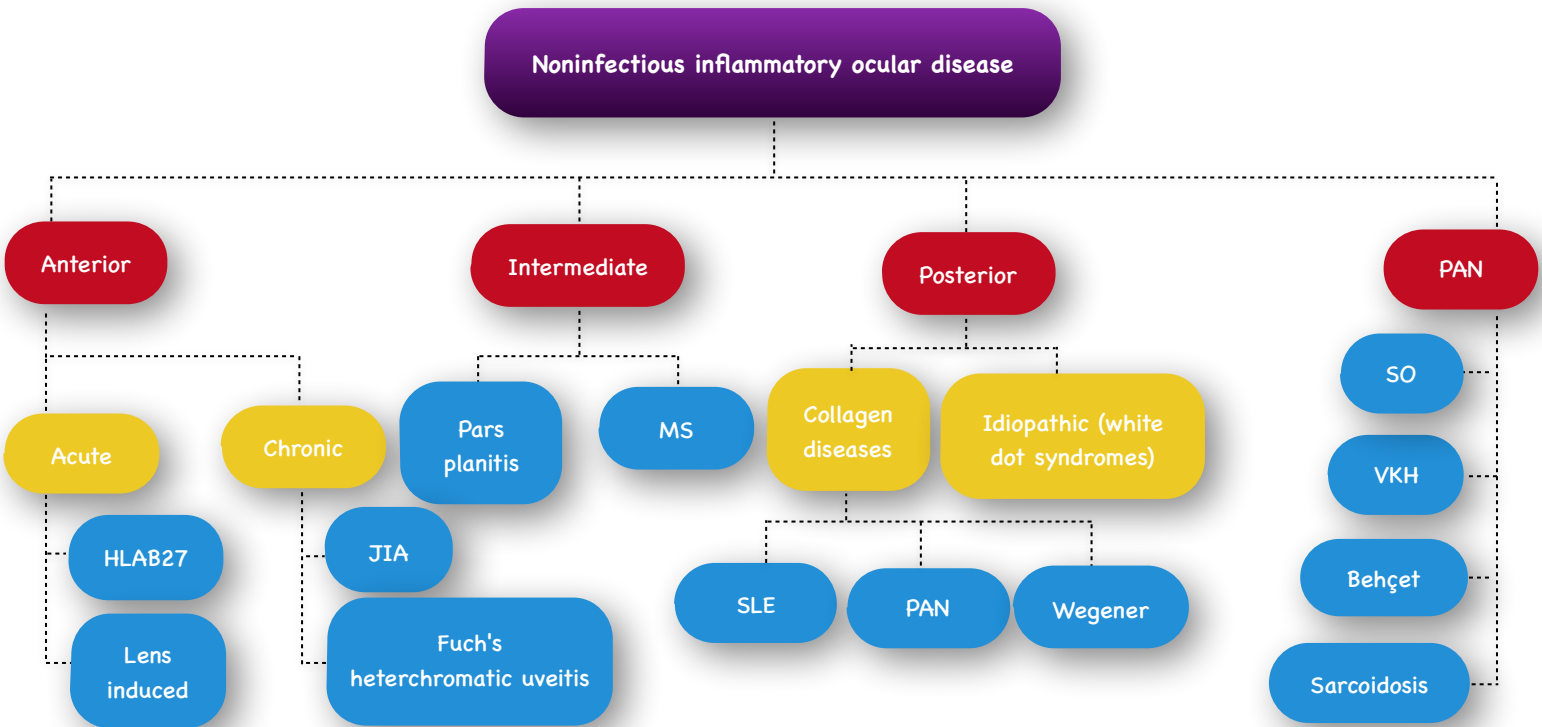 Noninfectious inflammatory ocular disease
Anterior
Intermediate
Posterior
PAN
Acute
Chronic
Pars
planitis
MS
Collagen
diseases
Idiopathic (white
dot syndromes)
SO
VKH
Behçet
Sarcoidosis
HLAB27
Lens
induced
JIA
Fuch's
heterchromatic uveitis
SLE
PAN
Wegener